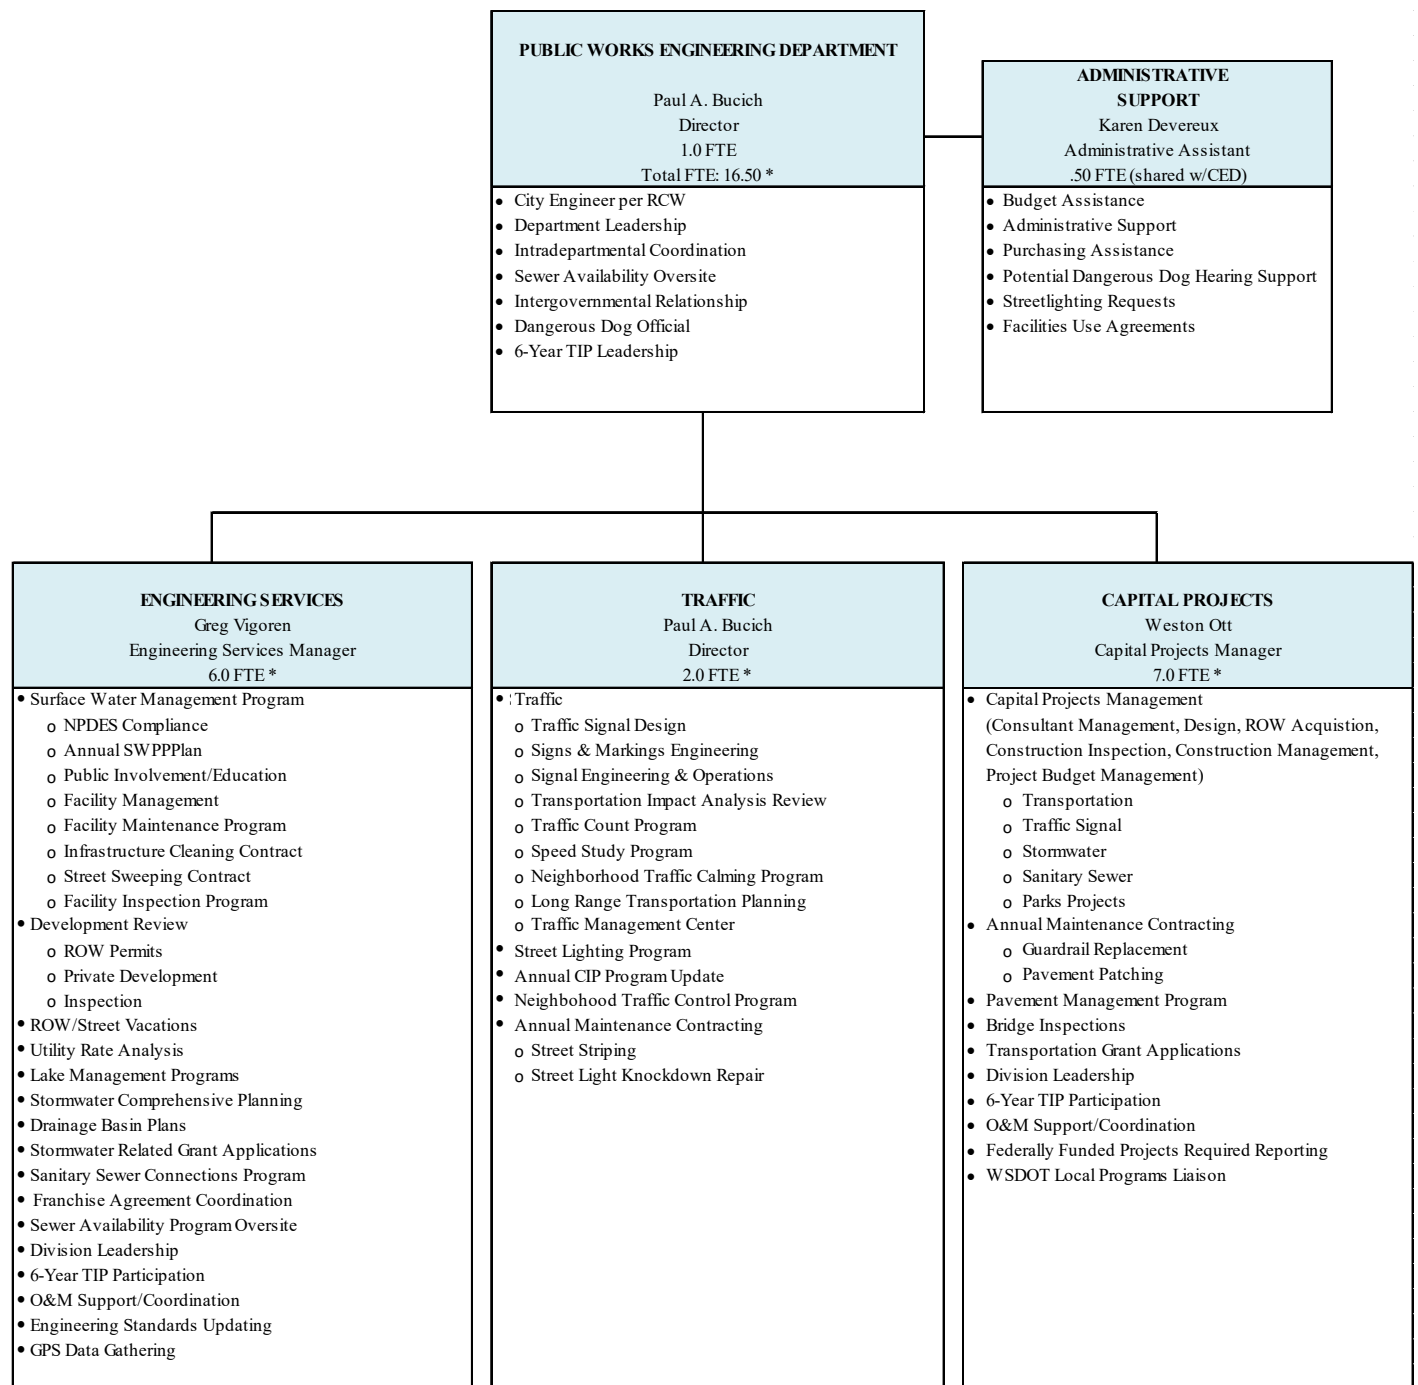 PUBLIC WORKS ENGINEERING DEPARTMENT
Paul A. Bucich
Director
1.0 FTE
Total FTE: 16.50 *
• City Engineer per RCW
• Department Leadership
• Intradepartmental Coordination
• Sewer Availability Oversite
• Intergovernmental Relationship
• Dangerous Dog Official
• 6-Year TIP Leadership
ADMINISTRATIVE
SUPPORT
Karen Devereux
Administrative Assistant
.50 FTE (shared w/CED)
• Budget Assistance
• Administrative Support
• Purchasing Assistance
• Potential Dangerous Dog Hearing Support
• Streetlighting Requests
• Facilities Use Agreements
ENGINEERING SERVICES
Greg Vigoren
Engineering Services Manager
6.0 FTE *
• Surface Water Management Program
o NPDES Compliance
o Annual SWPPPlan
o Public Involvement/Education
o Facility Management
o Facility Maintenance Program
o Infrastructure Cleaning Contract
o Street Sweeping Contract
o Facility Inspection Program
• Development Review
o ROW Permits
o Private Development
o Inspection
• ROW/Street Vacations
• Utility Rate Analysis
• Lake Management Programs
• Stormwater Comprehensive Planning
• Drainage Basin Plans
• Stormwater Related Grant Applications
• Sanitary Sewer Connections Program
• Franchise Agreement Coordination
• Sewer Availability Program Oversite
• Division Leadership
• 6-Year TIP Participation
• O&M Support/Coordination
• Engineering Standards Updating
• GPS Data Gathering
TRAFFIC
Paul A. Bucich
Director
2.0 FTE *
• Traffic
o Traffic Signal Design
o Signs & Markings Engineering
o Signal Engineering & Operations
o Transportation Impact Analysis Review
o Traffic Count Program
o Speed Study Program
o Neighborhood Traffic Calming Program
o Long Range Transportation Planning
o Traffic Management Center
• Street Lighting Program
• Annual CIP Program Update
• Neighbohood Traffic Control Program
• Annual Maintenance Contracting
o Street Striping
o Street Light Knockdown Repair
CAPITAL PROJECTS
Weston Ott
Capital Projects Manager
7.0 FTE *
• Capital Projects Management
(Consultant Management, Design, ROW Acquistion,
Construction Inspection, Construction Management,
Project Budget Management)
o Transportation
o Traffic Signal
o Stormwater
o Sanitary Sewer
o Parks Projects
• Annual Maintenance Contracting
o Guardrail Replacement
o Pavement Patching
• Pavement Management Program
• Bridge Inspections
• Transportation Grant Applications
• Division Leadership
• 6-Year TIP Participation
• O&M Support/Coordination
• Federally Funded Projects Required Reporting
• WSDOT Local Programs Liaison